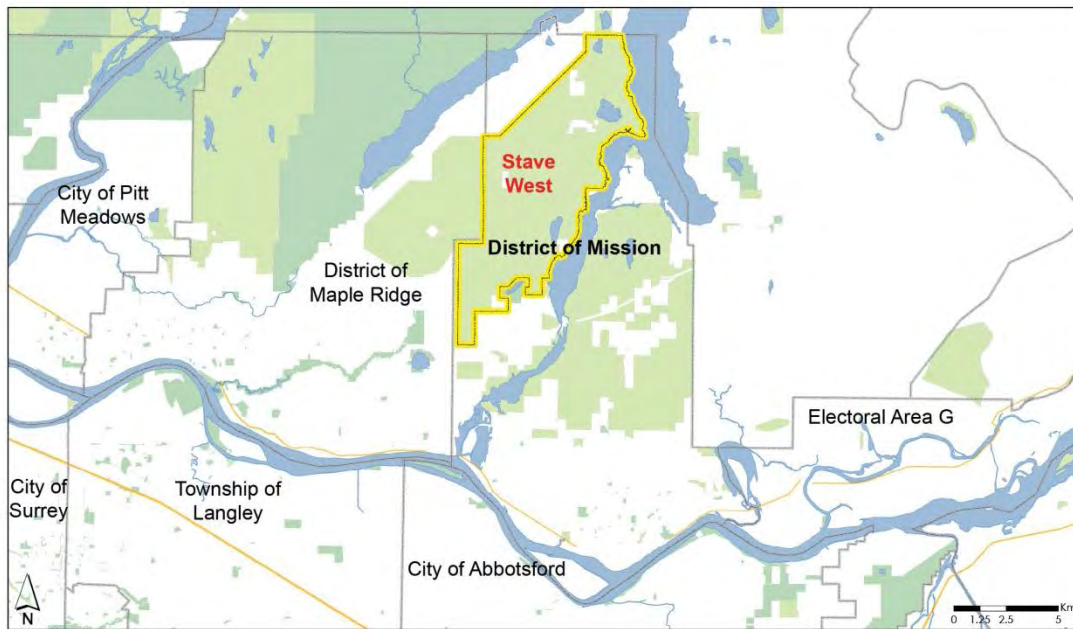 Stave
West
City of Pitt
Meadows
District of Mission
District of
Maple Ridge
Electoral Area G
City of
Surrey
Township of
Langley
City of Abbotsford
N
Km
0 1.25 2.5 5